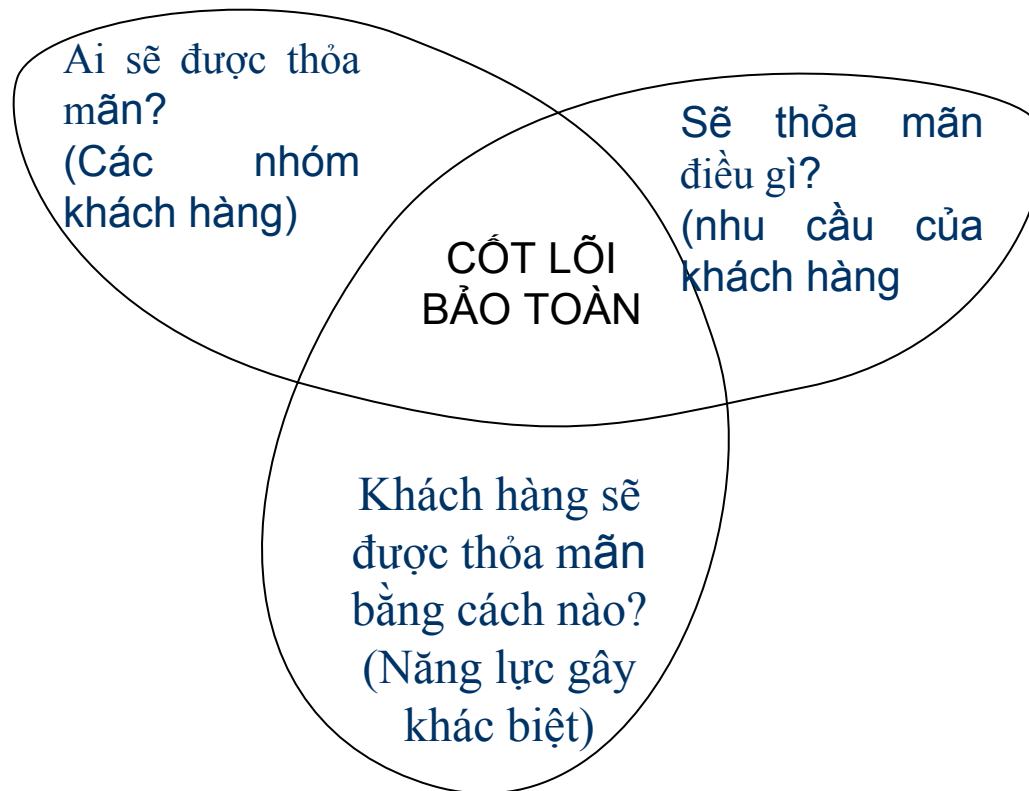 Ai sẽ được thỏa
mãn?
(Các nhóm
khách hàng)
Sẽ thỏa mãn
điều gì?
(nhu cầu của
khách hàng
CỐT LÕI
BẢO TOÀN
Khách hàng sẽ
được thỏa mãn
bằng cách nào?
(Năng lực gây
khác biệt)